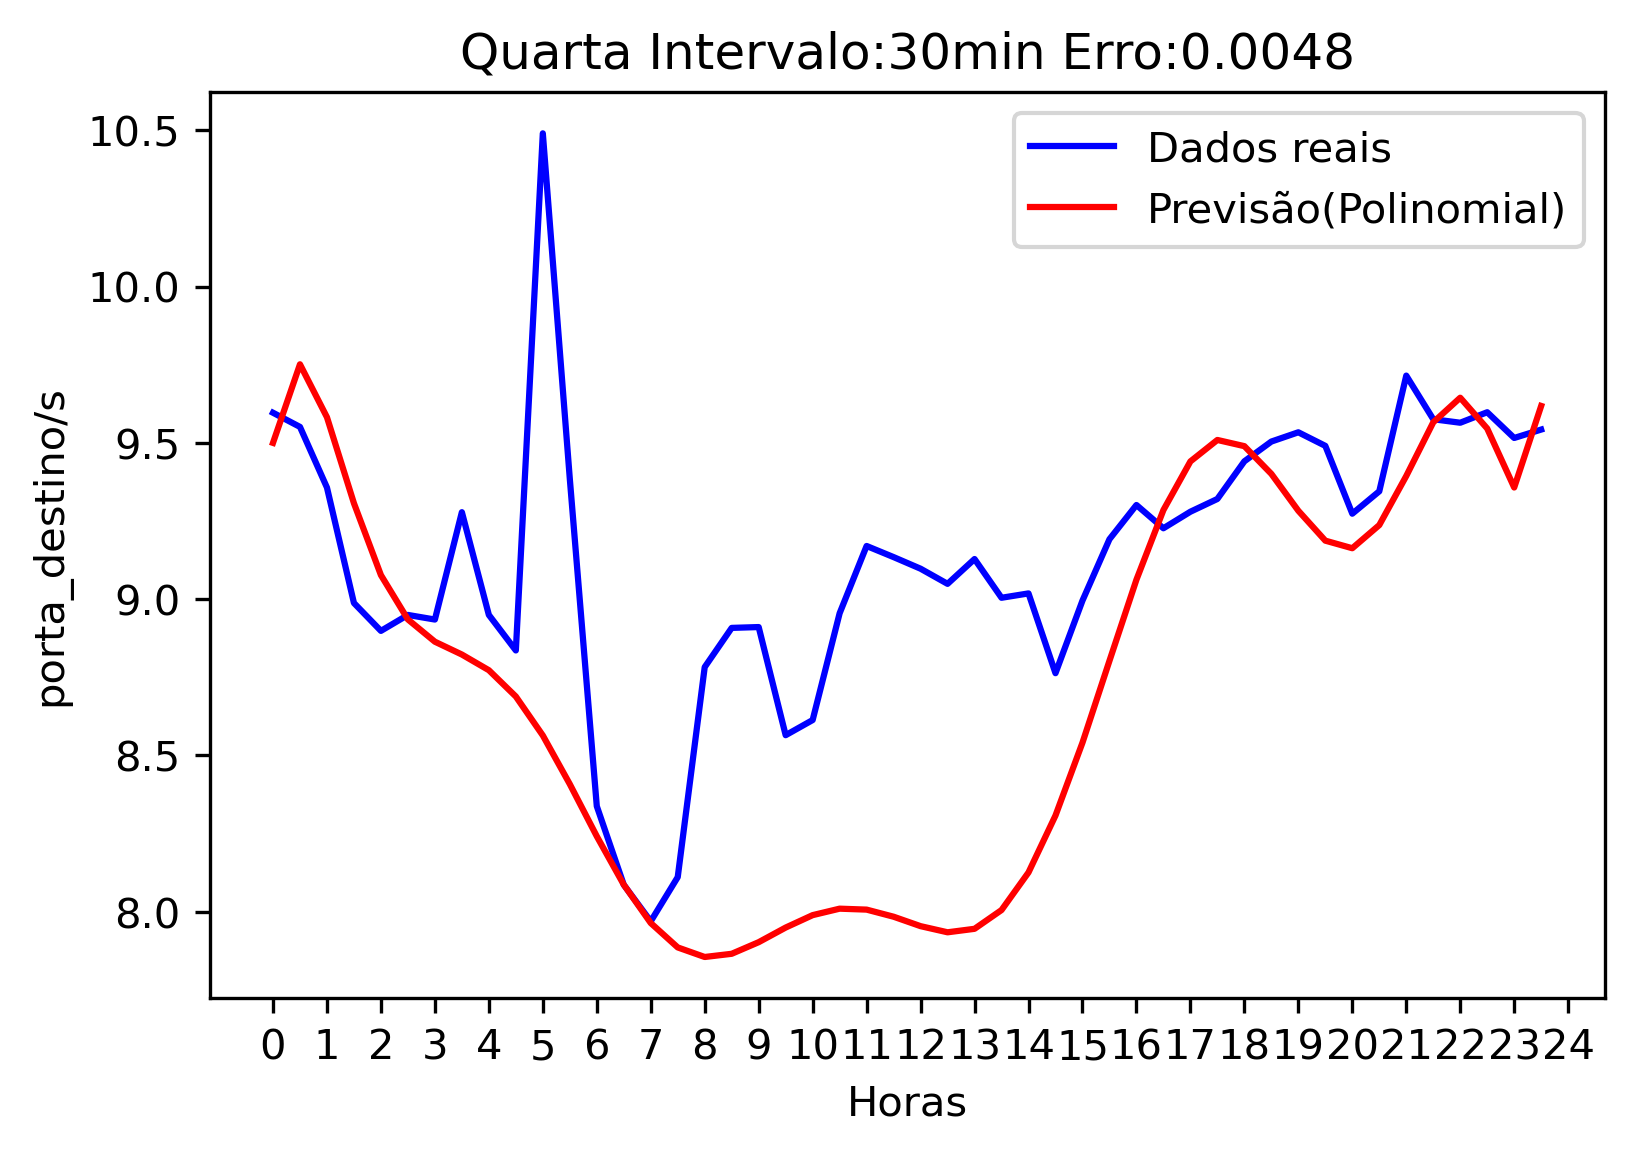 Quarta Intervalo:30min Erro:0.0048
Dados reais
Previsão(Polinomial)
porta_destino/s
10.5
10.0
9.5
9.0
8.5
8.0
0 1 2 3 4 5 6 7 8 9 10 11 12 13 14 15 16 17 18 19 20 21 22 23 24
Horas